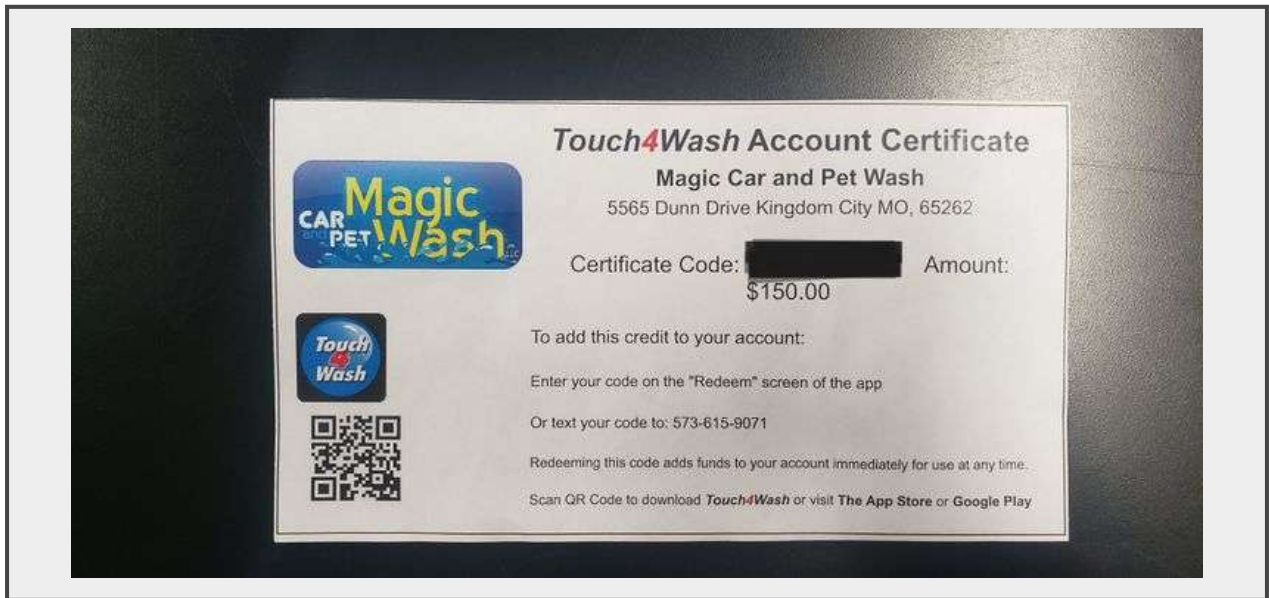 Touch4Wash Account Certificate
Magic Car and Pet Wash
5565 Dunn Drive Kingdom City MO, 65262
Magic
CAR
and PET Wash LLC
Certificate Code: Amount:
$150.00
To add this credit to your account:
Touch
4
Wash
Enter your code on the "Redeem" screen of the app
Or text your code to: 573-615-9071
Redeeming this code adds funds to your account immediately for use at any time.
Scan QR Code to download Touch4Wash or visit The App Store or Google Play